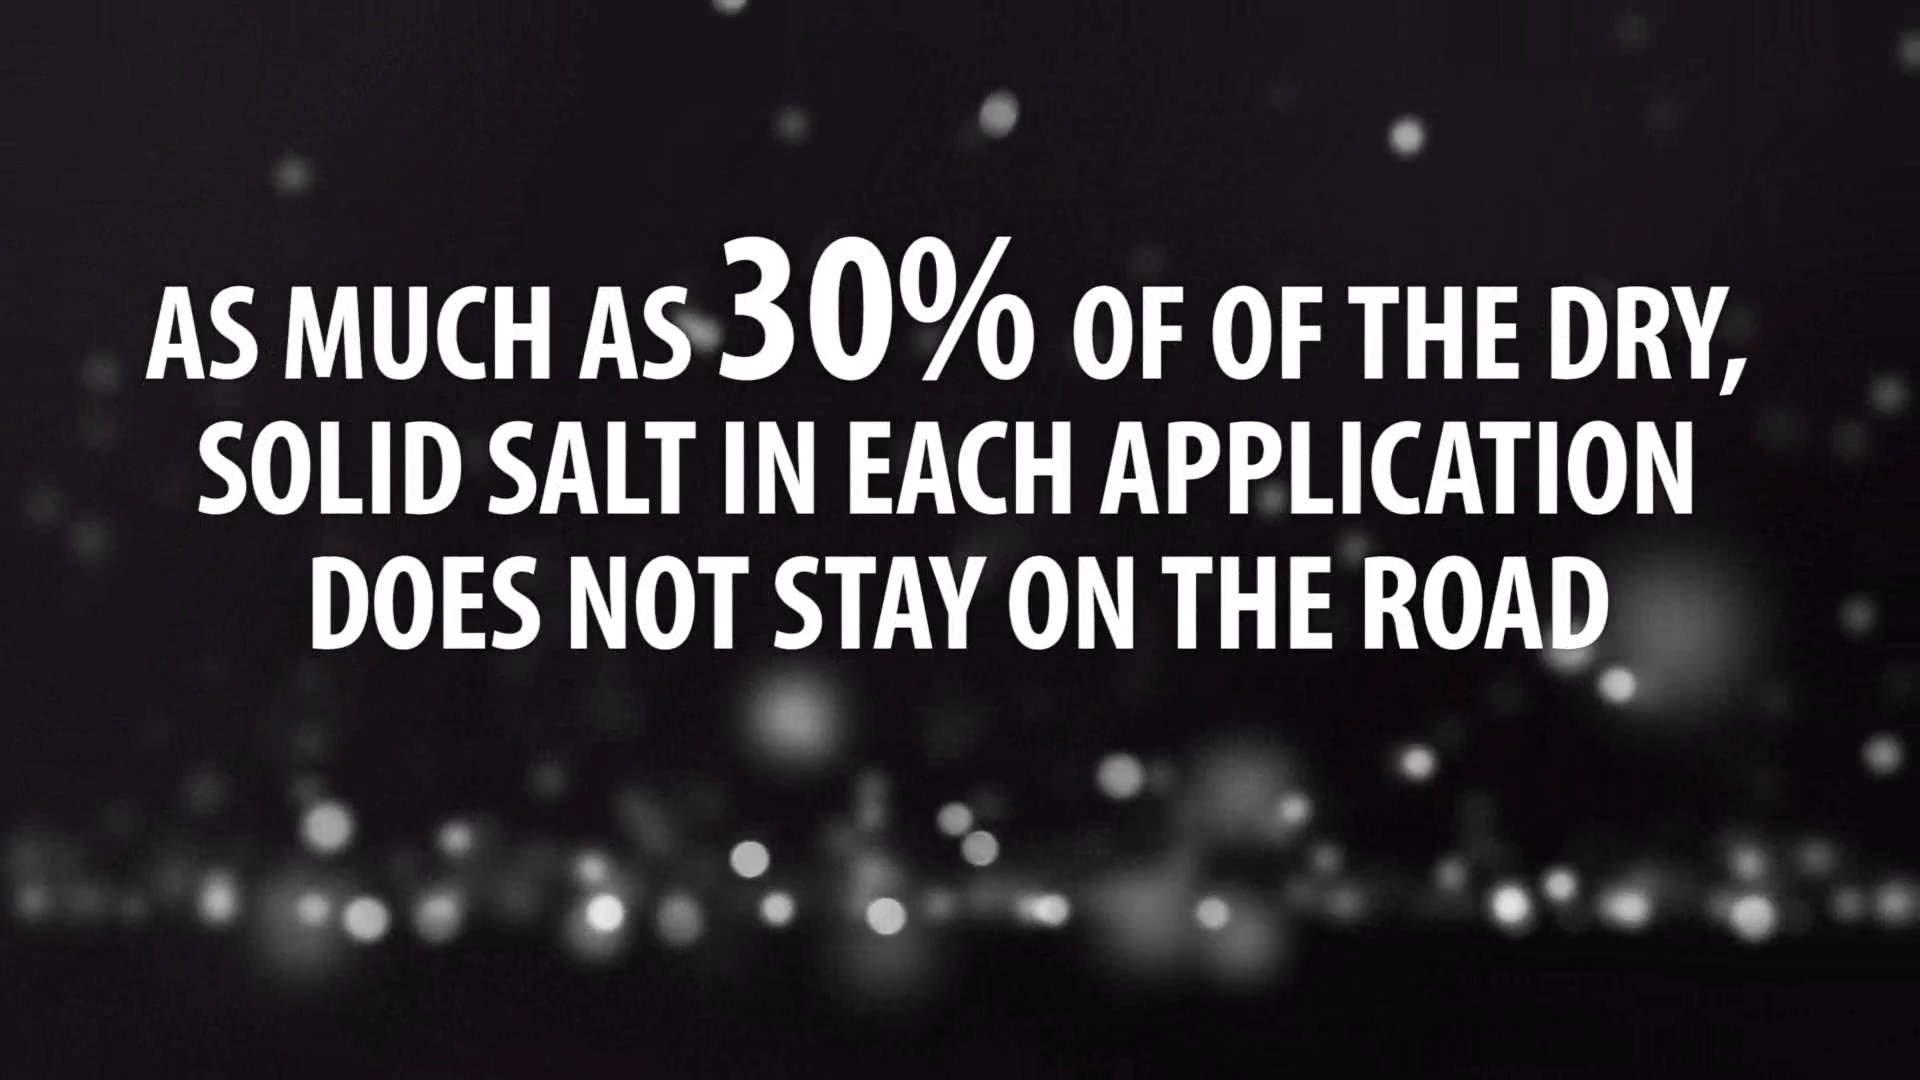 AS MUCH AS 30% OF OF THE DRY,
SOLID SALT IN EACH APPLICATION
DOES NOT STAY ON THE ROAD